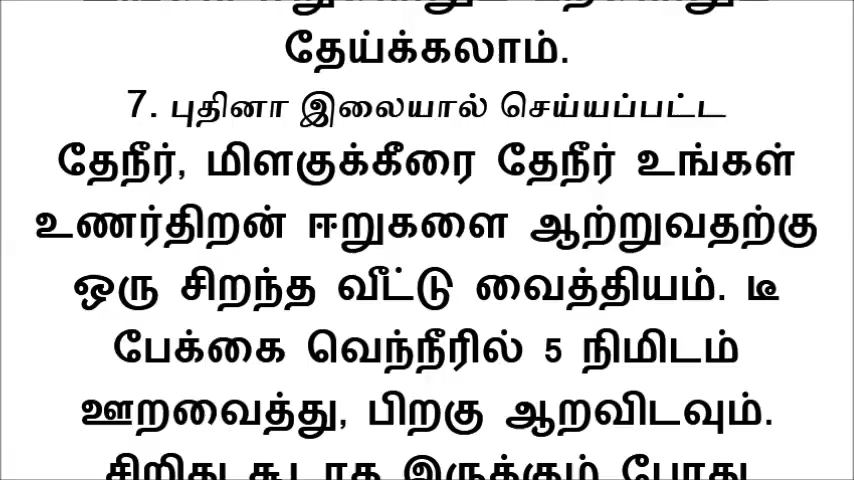 தேய்க்கலாம்.
7. புதினா இலையால் செய்யப்பட்ட
தேநீர், மிளகுக்கீரை தேநீர் உங்கள்
உணர்திறன் ஈறுகளை ஆற்றுவதற்கு
ஒரு சிறந்த வீட்டு வைத்தியம். டீ
பேக்கை வெந்நீரில் 5 நிமிடம்
ஊறவைத்து, பிறகு ஆறவிடவும்.
சிறிது சூடாக இருக்கும் போது